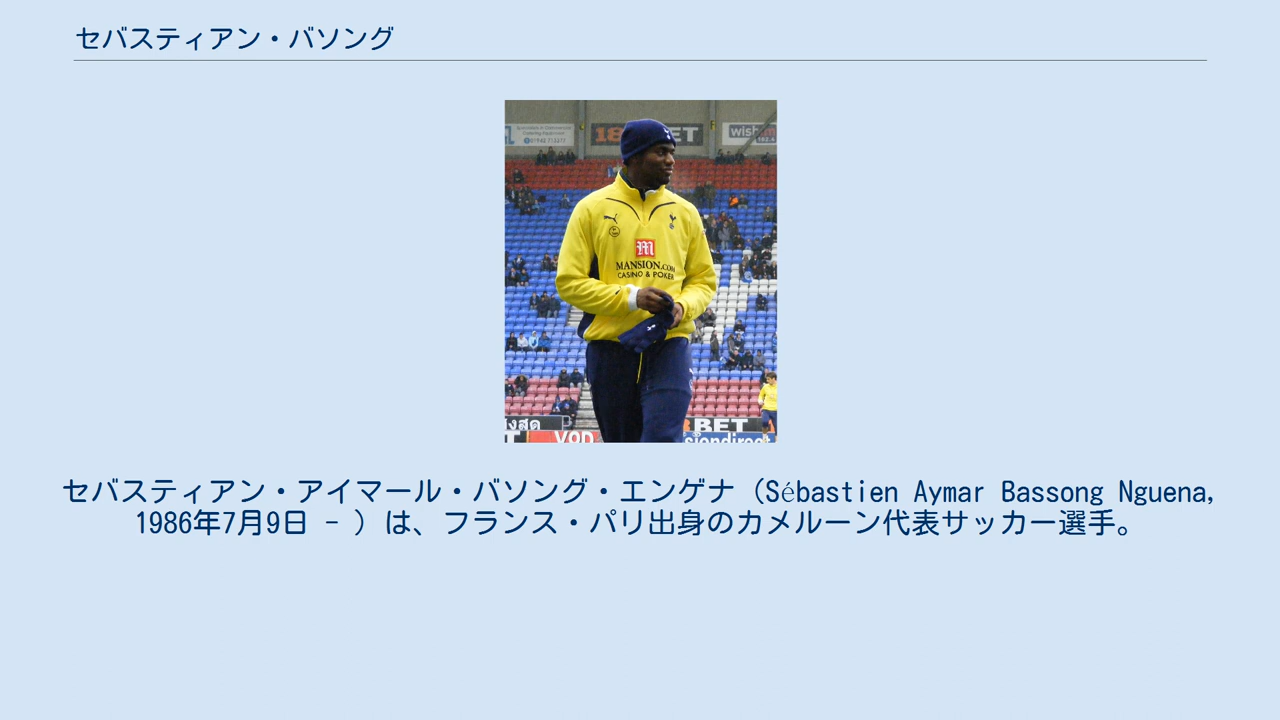 セバスティアン・バソング
BET
MANSION.COM
CASINO & POKER
BET
セバスティアン・アイマール・バソング・エンゲナ（Sébastien Aymar Bassong Nguena,
1986年7月9日 - ）は、フランス・パリ出身のカメルーン代表サッカー選手。